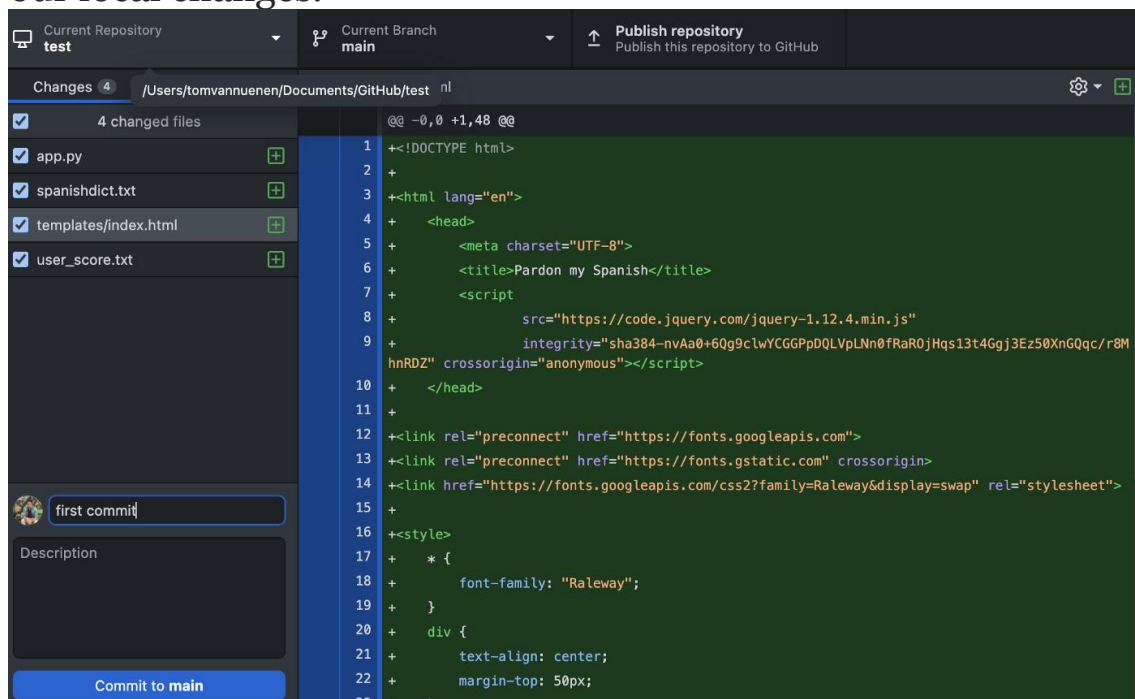 our local changes.
Current Repository
test
Current Branch
main
Publish repository
Publish this repository to GitHub
Changes 4
/Users/tomvannuenen/Documents/GitHub/test
ml
4 changed files
app.py
spanishdict.txt
templates/index.html
user_score.txt
@@ -0,0 +1,48 @@
1 +<!DOCTYPE html>
2 +
3 +<html lang="en">
4 +    <head>
5 +        <meta charset="UTF-8">
6 +        <title>Pardon my Spanish</title>
7 +        <script
8 +                src="https://code.jquery.com/jquery-1.12.4.min.js"
9 +                integrity="sha384-nvAa0+6Qg9clwYCGGPpDQLVpLNn0fRaROjHqs13t4Ggj3Ez50XnGQqc/r8M
hnRDZ" crossorigin="anonymous"></script>
10 +    </head>
11 +
12 +<link rel="preconnect" href="https://fonts.googleapis.com">
13 +<link rel="preconnect" href="https://fonts.gstatic.com" crossorigin>
14 +<link href="https://fonts.googleapis.com/css2?family=Raleway&display=swap" rel="stylesheet">
15 +
16 +<style>
17 +    * {
18 +        font-family: "Raleway";
19 +    }
20 +    div {
21 +        text-align: center;
22 +        margin-top: 50px;
first commit
Description
Commit to main